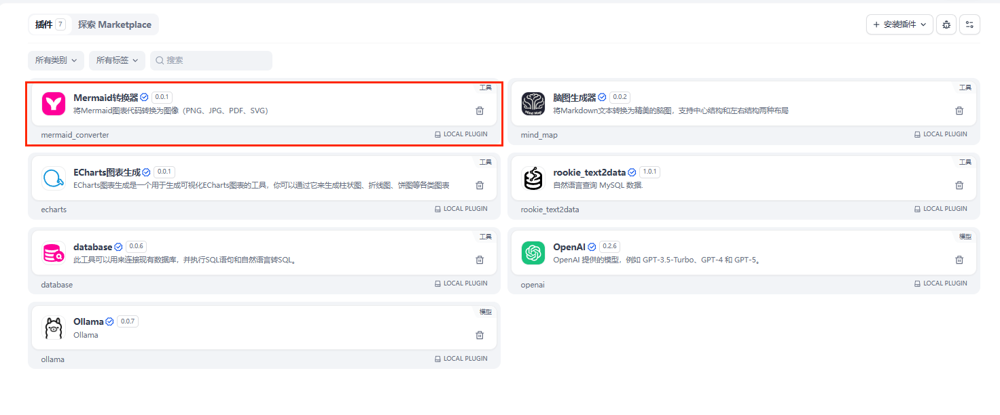 插件 7 探索 Marketplace
+ 安装插件
所有类别 所有标签 搜索
工具
Mermaid转换器 0.0.1
将Mermaid图表代码转换为图像（PNG、JPG、PDF、SVG）
mermaid_converter LOCAL PLUGIN
工具
脑图生成器 0.0.2
将Markdown文本转换为精美的脑图，支持中心结构和左右结构两种布局
mind_map LOCAL PLUGIN
工具
ECharts图表生成 0.0.1
ECharts图表生成是一个用于生成可视化ECharts图表的工具，你可以通过它来生成柱状图、折线图、饼图等各类图表
echarts LOCAL PLUGIN
工具
rookie_text2data 1.0.1
自然语言查询 MySQL 数据.
rookie_text2data LOCAL PLUGIN
工具
database 0.0.6
此工具可以用来连接现有数据库，并执行SQL语句和自然语言转SQL。
database LOCAL PLUGIN
模型
OpenAI 0.2.6
OpenAI 提供的模型，例如 GPT-3.5-Turbo、GPT-4 和 GPT-5。
openai LOCAL PLUGIN
模型
Ollama 0.0.7
Ollama
ollama LOCAL PLUGIN
Mind Map